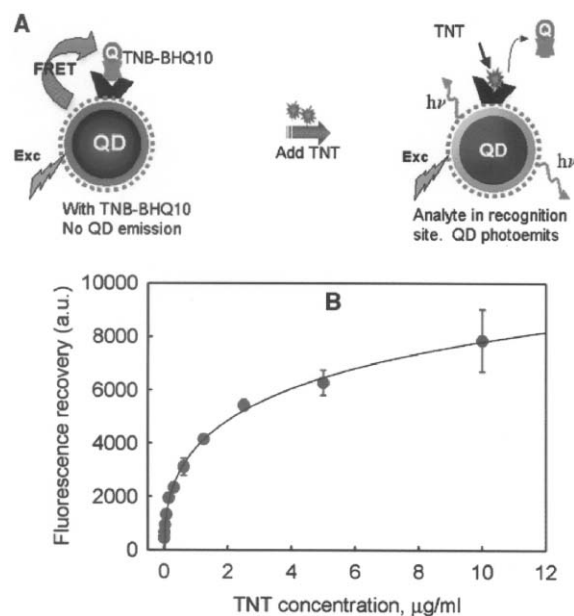 A
Q TNB-BHQ10
FRET
QD
Exc
With TNB-BHQ10
No QD emission
Add TNT
TNT
Q
hν
QD
hν
Exc
Analyte in recognition
site. QD photoemits
B
Fluorescence recovery (a.u.)
10000
8000
6000
4000
2000
0
0 2 4 6 8 10 12
TNT concentration, μg/ml